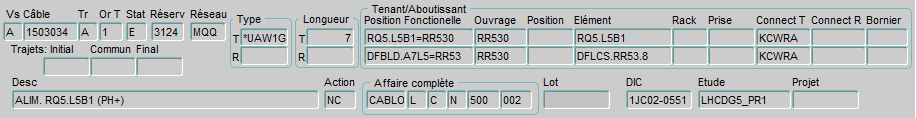 Vs Câble Tr Or T Stat Réserv Réseau Type Longueur Tenant/Aboutissant
Position Fonctionelle Ouvrage Position Elément Rack Prise Connect T Connect R Bornier
A 1503034 A 1 E 3124 MQQ T *UAW1G T 7 RQ5.L5B1=RR530 RR530 RQ5.L5B1 KCWRA
Trajets: Initial Commun Final R R DFBLD.A7L5=RR53 RR530 DFLCS.RR53.8 KCWRA
Desc Action Affaire complète Lot DIC Etude Projet
ALIM. RQ5.L5B1 (PH+) NC CABLO L C N 500 002 1JC02-0551 LHCDG5_PR1